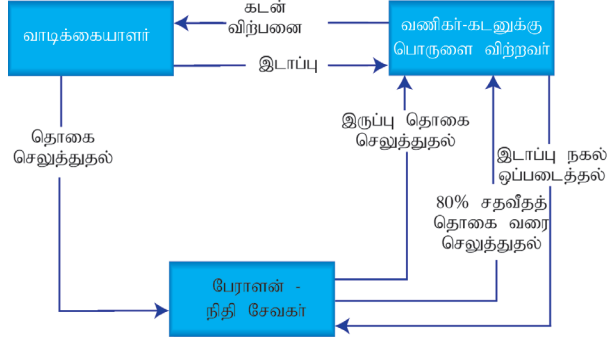 கடன்
விற்பனை
வாடிக்கையாளர்
வணிகர்-கடனுக்கு
பொருளை விற்றவர்
இடாப்பு
தொகை
செலுத்துதல்
இருப்பு தொகை
செலுத்துதல்
இடாப்பு நகல்
ஒப்படைத்தல்
80% சதவீதத்
தொகை வரை
செலுத்துதல்
பேராளன் -
நிதி சேவகர்